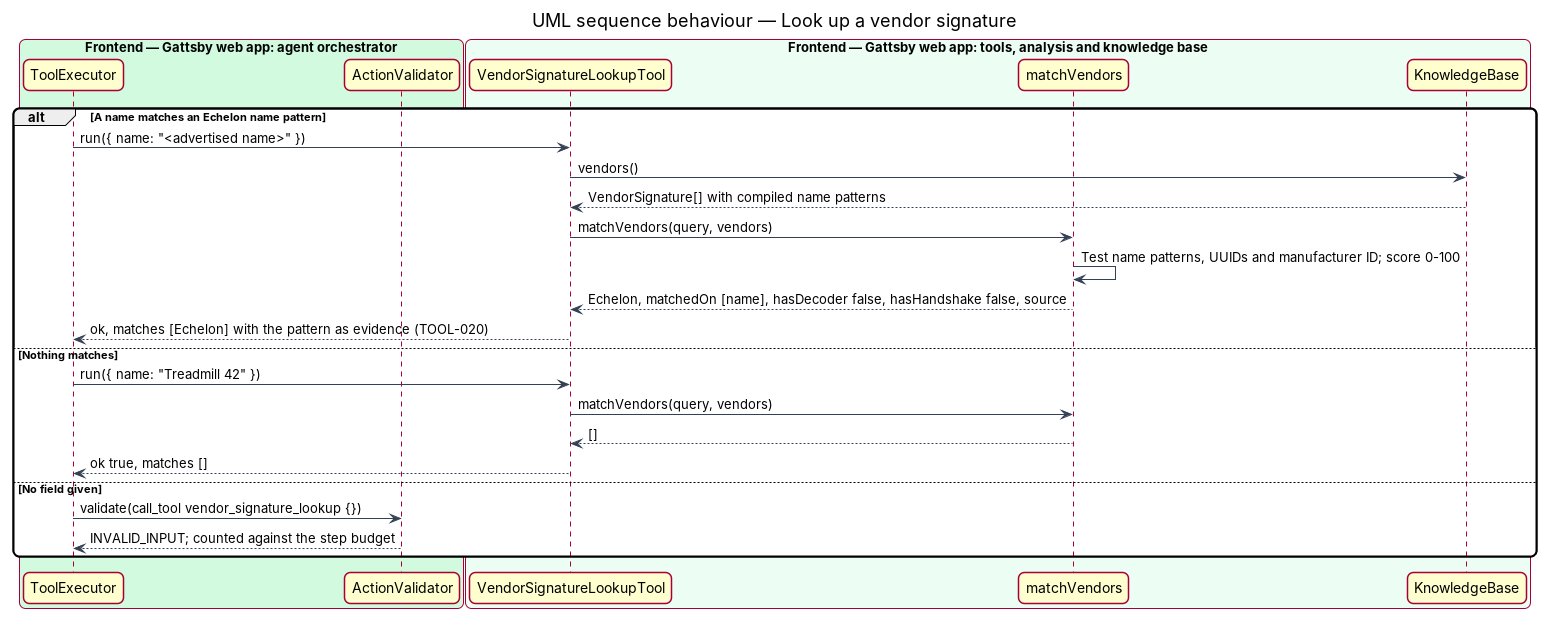 UML sequence behaviour — Look up a vendor signature
Frontend — Gattsby web app: agent orchestrator
Frontend — Gattsby web app: tools, analysis and knowledge base
ToolExecutor
ActionValidator
VendorSignatureLookupTool
matchVendors
KnowledgeBase
alt
[A name matches an Echelon name pattern]
run({ name: "<advertised name>" })
vendors()
VendorSignature[] with compiled name patterns
matchVendors(query, vendors)
Test name patterns, UUIDs and manufacturer ID; score 0-100
Echelon, matchedOn [name], hasDecoder false, hasHandshake false, source
ok, matches [Echelon] with the pattern as evidence (TOOL-020)
[Nothing matches]
run({ name: "Treadmill 42" })
matchVendors(query, vendors)
[]
ok true, matches []
[No field given]
validate(call_tool vendor_signature_lookup {})
INVALID_INPUT; counted against the step budget
ToolExecutor
ActionValidator
VendorSignatureLookupTool
matchVendors
KnowledgeBase